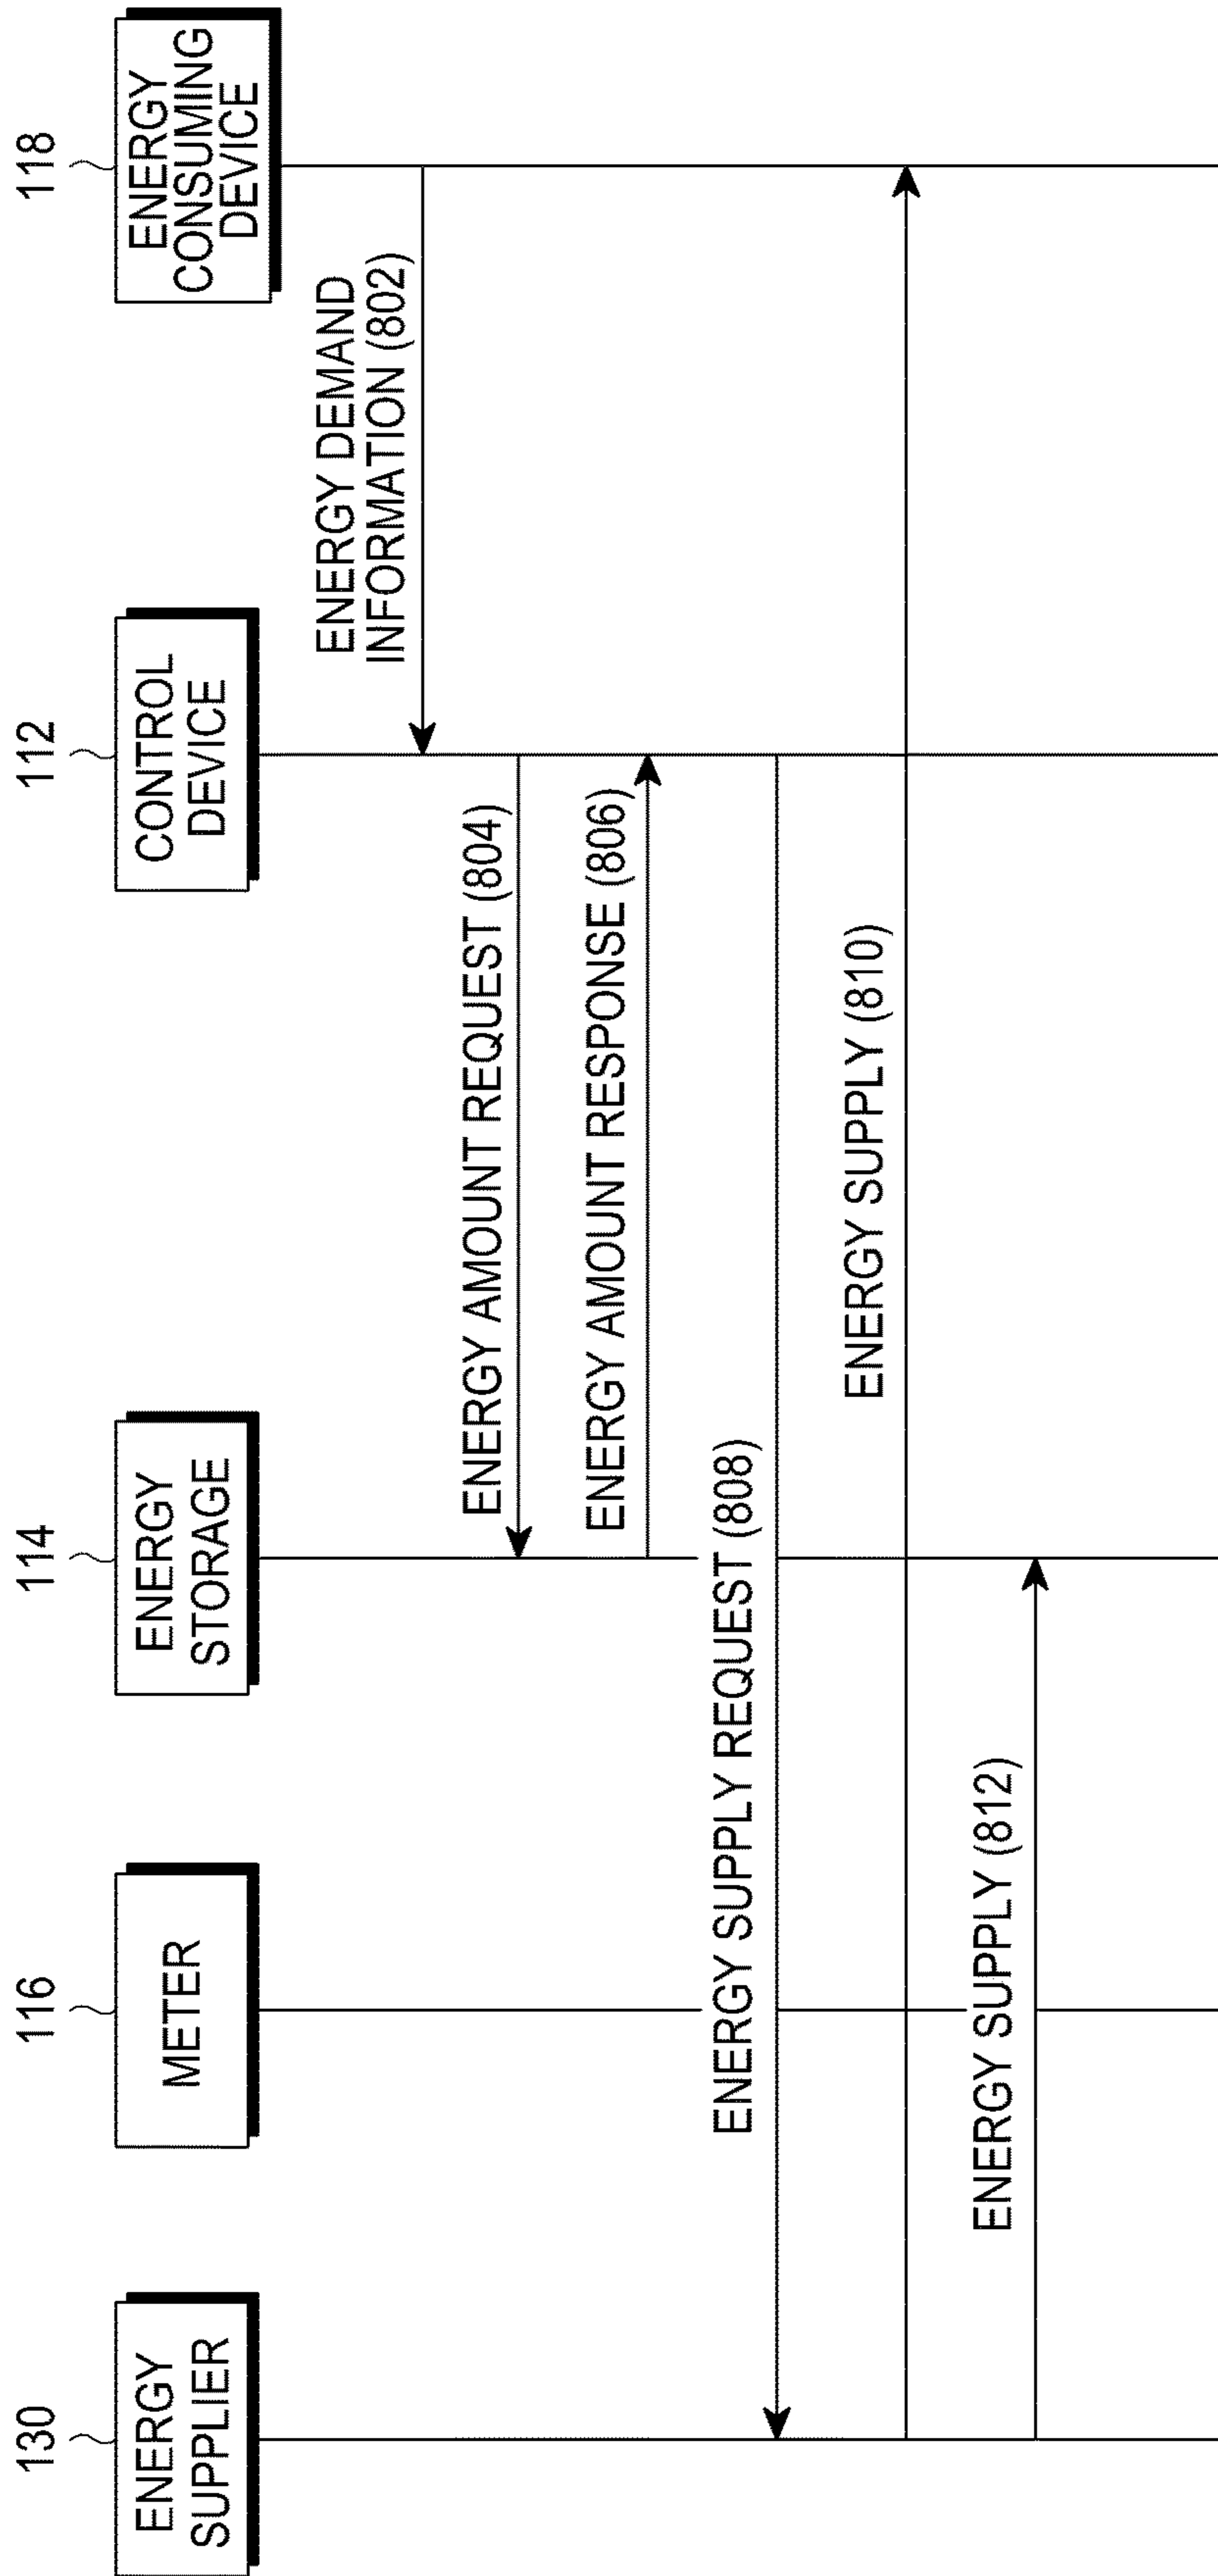 130
116
114
112
118
ENERGY
SUPPLIER
METER
ENERGY
STORAGE
CONTROL
DEVICE
ENERGY
CONSUMING
DEVICE
ENERGY DEMAND
INFORMATION (802)
ENERGY AMOUNT REQUEST (804)
ENERGY AMOUNT RESPONSE (806)
ENERGY SUPPLY REQUEST (808)
ENERGY SUPPLY (810)
ENERGY SUPPLY (812)